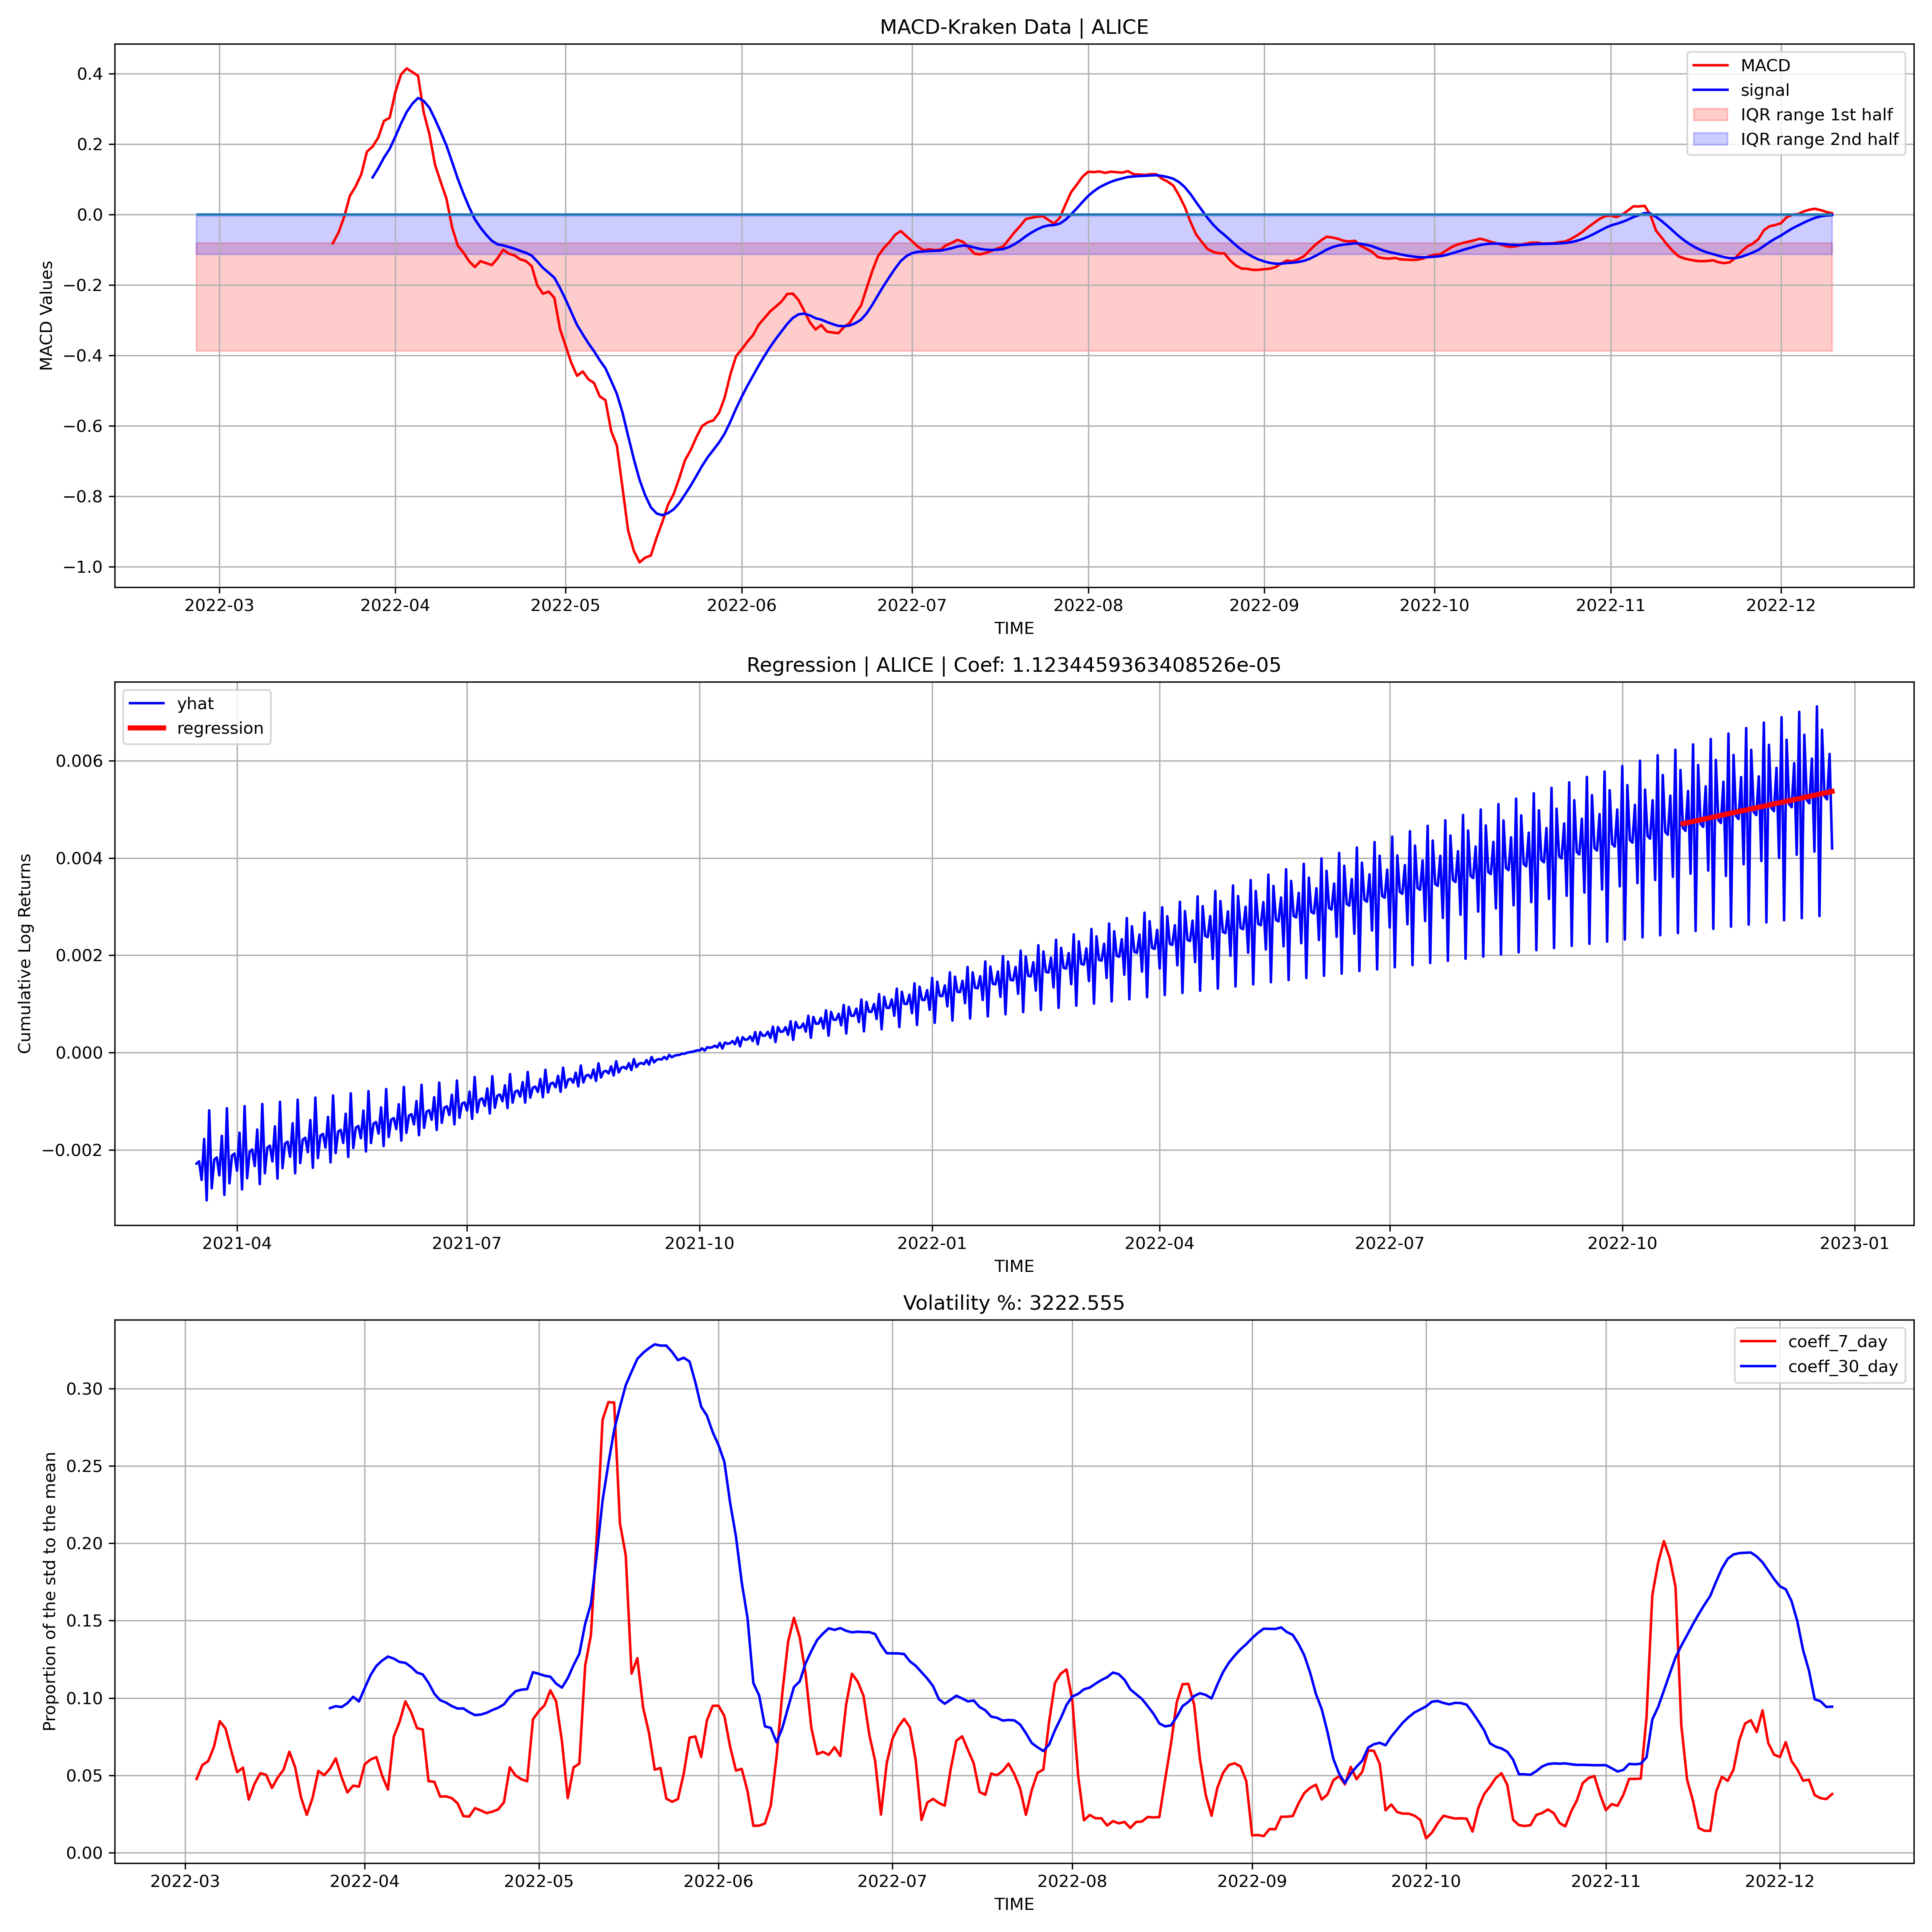 MACD-Kraken Data | ALICE
MACD
signal
IQR range 1st half
IQR range 2nd half
MACD Values
0.4
0.2
0.0
−0.2
−0.4
−0.6
−0.8
−1.0
2022-03 2022-04 2022-05 2022-06 2022-07 2022-08 2022-09 2022-10 2022-11 2022-12
TIME
Regression | ALICE | Coef: 1.1234459363408526e-05
yhat
regression
Cumulative Log Returns
0.006
0.004
0.002
0.000
−0.002
2021-04 2021-07 2021-10 2022-01 2022-04 2022-07 2022-10 2023-01
TIME
Volatility %: 3222.555
coeff_7_day
coeff_30_day
Proportion of the std to the mean
0.30
0.25
0.20
0.15
0.10
0.05
0.00
2022-03 2022-04 2022-05 2022-06 2022-07 2022-08 2022-09 2022-10 2022-11 2022-12
TIME